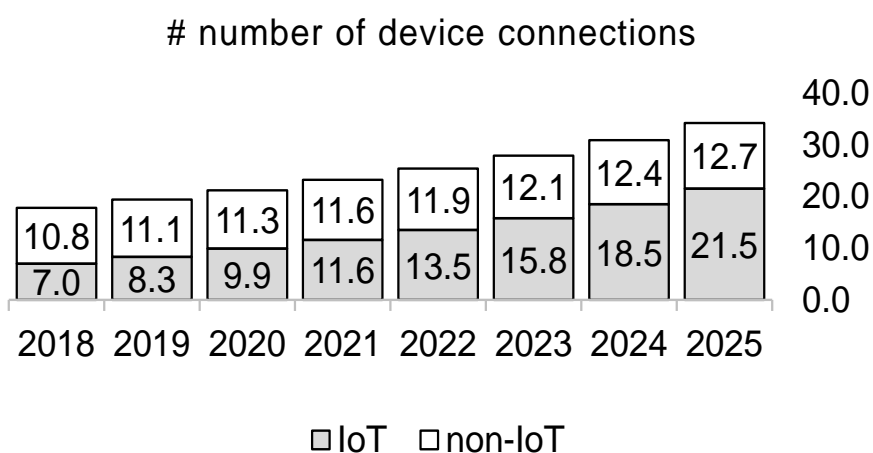 # number of device connections
40.0
30.0
20.0
10.0
0.0
10.8 11.1 11.3 11.6 11.9 12.1 12.4 12.7
7.0 8.3 9.9 11.6 13.5 15.8 18.5 21.5
2018 2019 2020 2021 2022 2023 2024 2025
IoT non-IoT